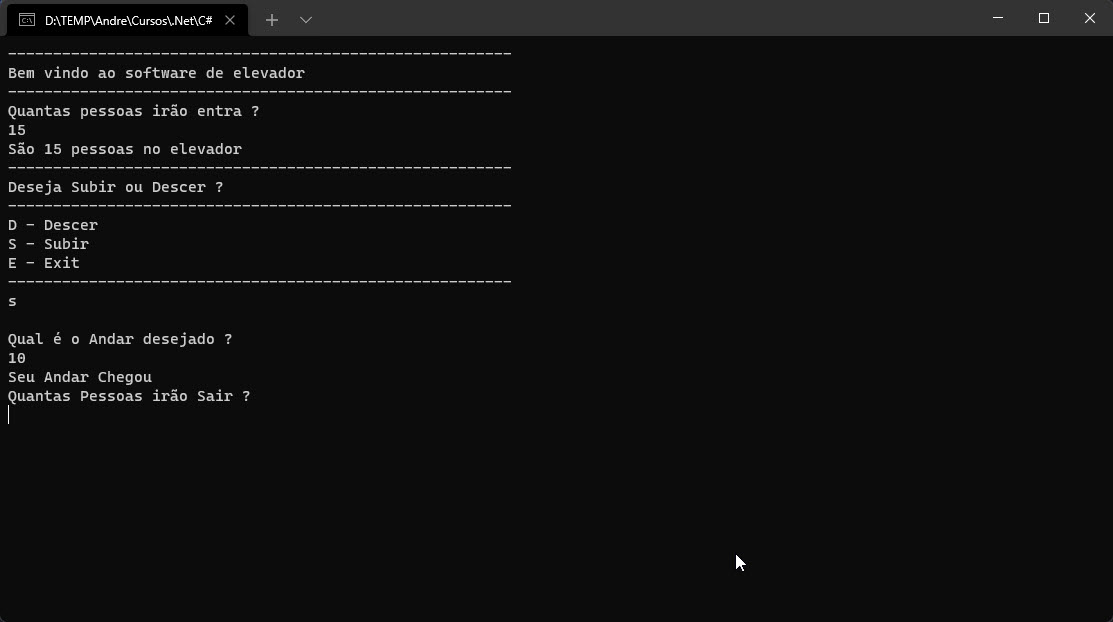 D:\TEMP\Andre\Cursos\.Net\C#
--------------------------------------------------------
Bem vindo ao software de elevador
--------------------------------------------------------
Quantas pessoas irão entra ?
15
São 15 pessoas no elevador
--------------------------------------------------------
Deseja Subir ou Descer ?
--------------------------------------------------------
D - Descer
S - Subir
E - Exit
--------------------------------------------------------
s
Qual é o Andar desejado ?
10
Seu Andar Chegou
Quantas Pessoas irão Sair ?